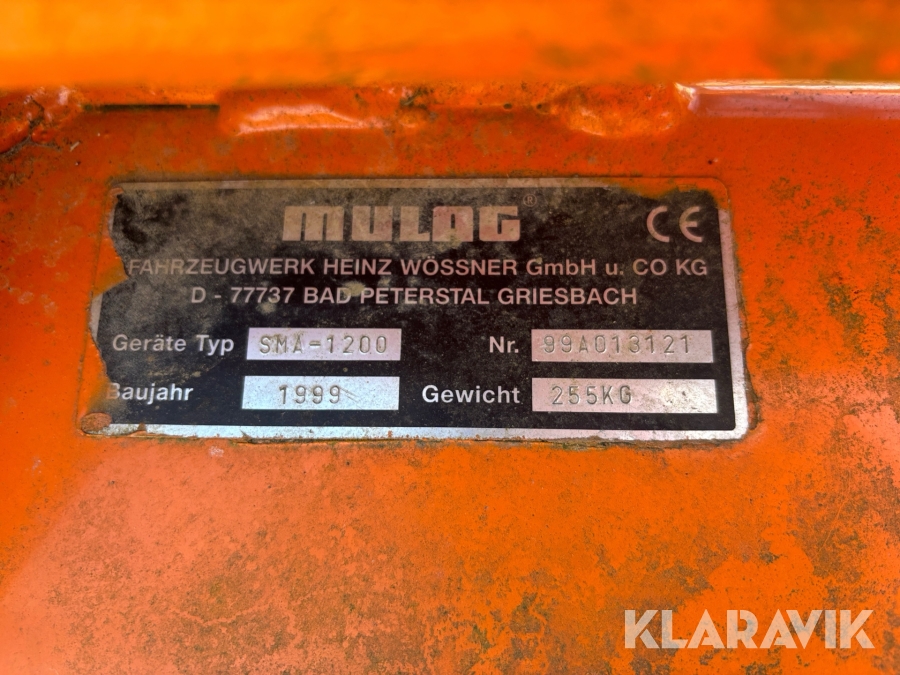 MULAG®
CE
FAHRZEUGWERK HEINZ WÖSSNER GmbH u. CO KG
D - 77737 BAD PETERSTAL GRIESBACH
Geräte Typ SMA-1200 Nr. 99A013121
Baujahr 1999 Gewicht 255KG
KLARAVIK